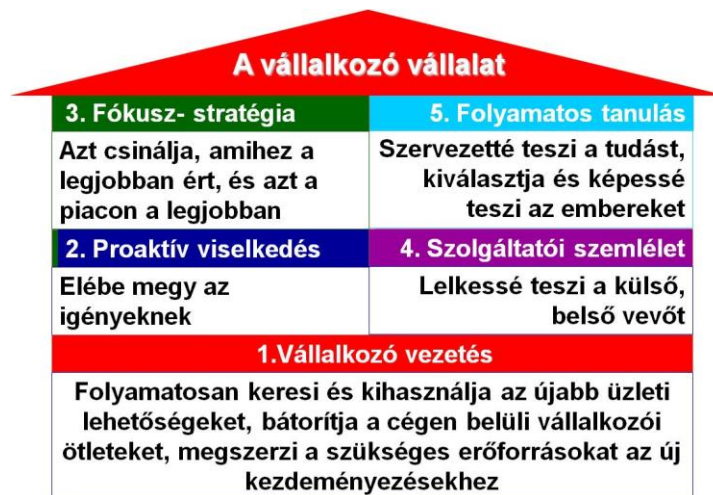 A vállalkozó vállalat
3. Fókusz- stratégia
Azt csinálja, amihez a
legjobban ért, és azt a
piacon a legjobban
5. Folyamatos tanulás
Szervezetté teszi a tudást,
kiválasztja és képessé
teszi az embereket
2. Proaktív viselkedés
Elébe megy az
igényeknek
4. Szolgáltatói szemlélet
Lelkessé teszi a külső,
belső vevőt
1.Vállalkozó vezetés
Folyamatosan keresi és kihasználja az újabb üzleti
lehetőségeket, bátorítja a cégen belüli vállalkozói
ötleteket, megszerzi a szükséges erőforrásokat az új
kezdeményezésekhez